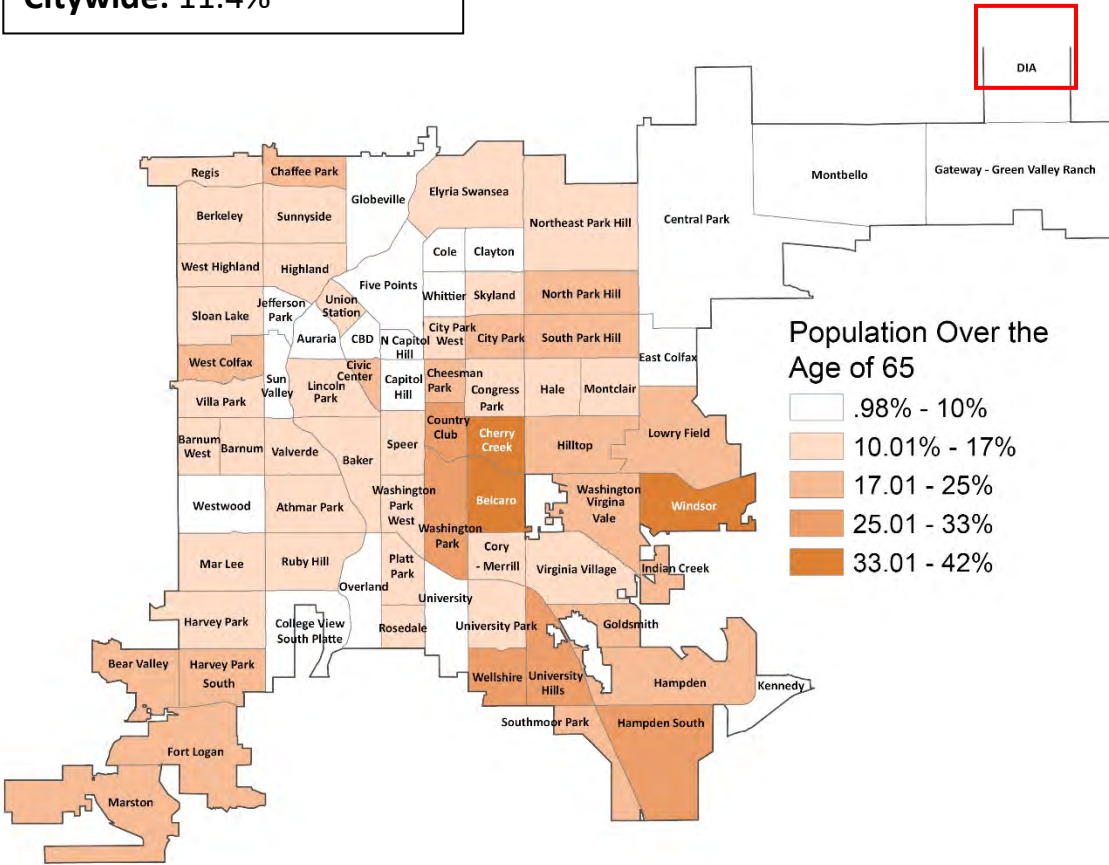 Citywide: 11.4%
DIA
Montbello
Gateway - Green Valley Ranch
Regis
Chaffee Park
Globeville
Elyria Swansea
Berkeley
Sunnyside
Northeast Park Hill
Central Park
Cole
Clayton
West Highland
Highland
Five Points
Whittier
Skyland
North Park Hill
Sloan Lake
Jefferson
Park
Union
Station
Auraria
CBD
N Capitol
Hill
City Park
West
City Park
South Park Hill
East Colfax
West Colfax
Sun
Valley
Lincoln
Park
Civic
Center
Capitol
Hill
Cheesman
Park
Congress
Park
Hale
Montclair
Villa Park
Barnum
West
Barnum
Valverde
Baker
Speer
Country
Club
Cherry
Creek
Hilltop
Lowry Field
Westwood
Athmar Park
Washington
Park
West
Washington
Park
Belcaro
Washington
Virgina
Vale
Windsor
Mar Lee
Ruby Hill
Overland
Platt
Park
University
Cory
- Merrill
Virginia Village
Indian Creek
Harvey Park
College View
South Platte
Rosedale
University Park
Goldsmith
Bear Valley
Harvey Park
South
Wellshire
University
Hills
Hampden
Kennedy
Southmoor Park
Hampden South
Fort Logan
Marston
Population Over the
Age of 65
.98% - 10%
10.01% - 17%
17.01 - 25%
25.01 - 33%
33.01 - 42%